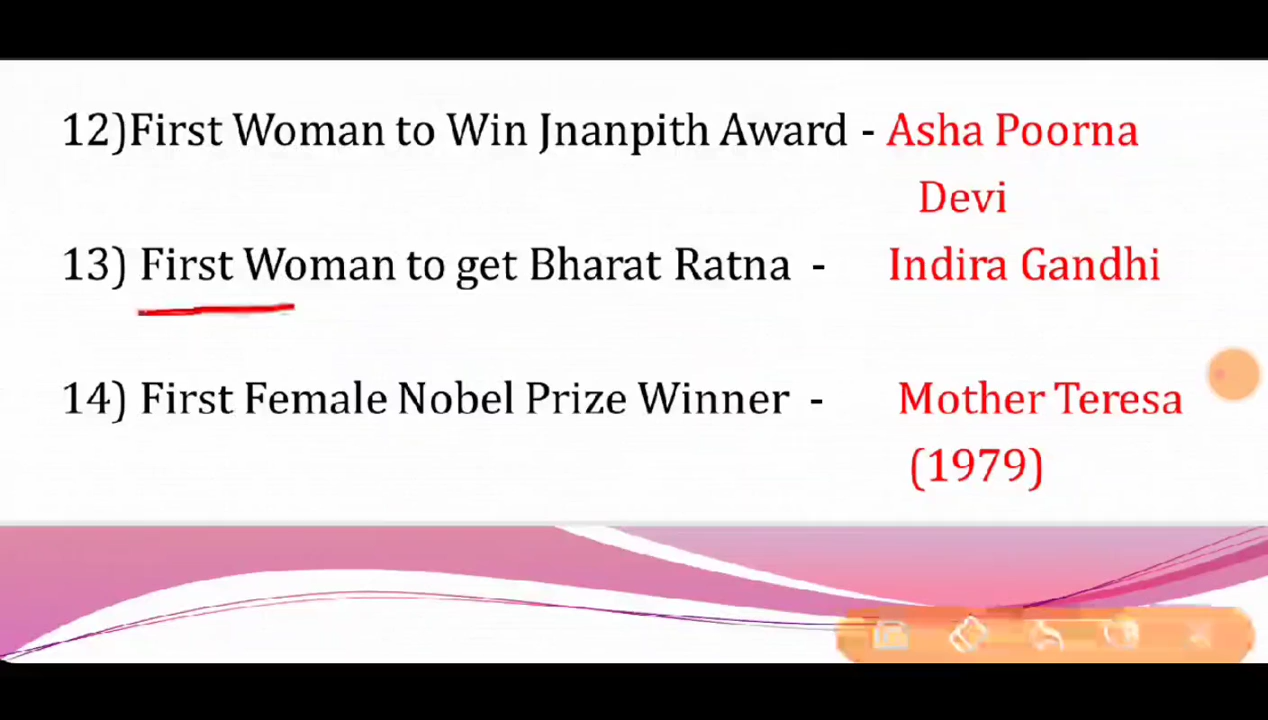 12)First Woman to Win Jnanpith Award - Asha Poorna
Devi
13) First Woman to get Bharat Ratna - Indira Gandhi
14) First Female Nobel Prize Winner - Mother Teresa
(1979)